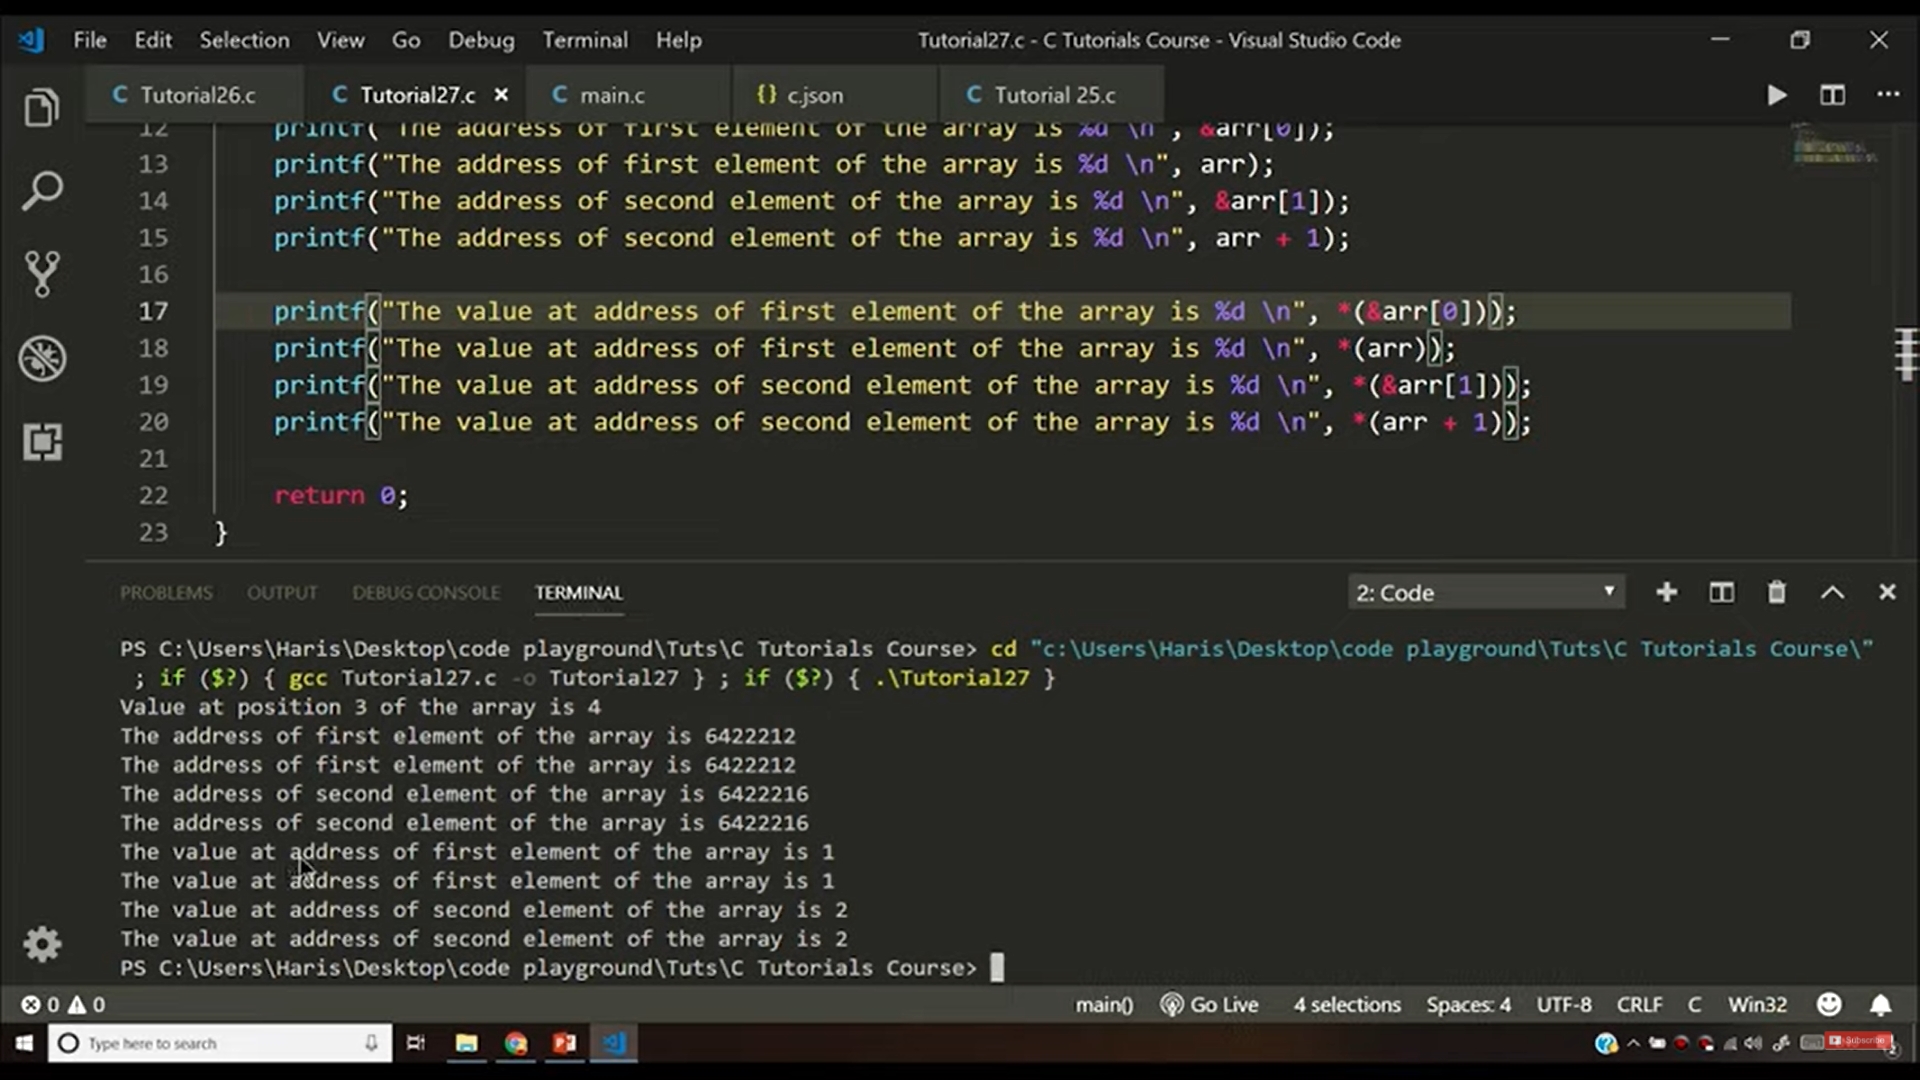 File Edit Selection View Go Debug Terminal Help Tutorial27.c - C Tutorials Course - Visual Studio Code
C Tutorial26.c C Tutorial27.c × C main.c {} c.json C Tutorial 25.c
12 printf("The address of first element of the array is %d \n", &arr[0]);
13 printf("The address of first element of the array is %d \n", arr);
14 printf("The address of second element of the array is %d \n", &arr[1]);
15 printf("The address of second element of the array is %d \n", arr + 1);
16
17 printf("The value at address of first element of the array is %d \n", *(&arr[0]));
18 printf("The value at address of first element of the array is %d \n", *(arr));
19 printf("The value at address of second element of the array is %d \n", *(&arr[1]));
20 printf("The value at address of second element of the array is %d \n", *(arr + 1));
21
22 return 0;
23 }
PROBLEMS OUTPUT DEBUG CONSOLE TERMINAL 2: Code
PS C:\Users\Haris\Desktop\code playground\Tuts\C Tutorials Course> cd "c:\Users\Haris\Desktop\code playground\Tuts\C Tutorials Course\"
; if ($?) { gcc Tutorial27.c -o Tutorial27 } ; if ($?) { .\Tutorial27 }
Value at position 3 of the array is 4
The address of first element of the array is 6422212
The address of first element of the array is 6422212
The address of second element of the array is 6422216
The address of second element of the array is 6422216
The value at address of first element of the array is 1
The value at address of first element of the array is 1
The value at address of second element of the array is 2
The value at address of second element of the array is 2
PS C:\Users\Haris\Desktop\code playground\Tuts\C Tutorials Course>
0 0 main() Go Live 4 selections Spaces: 4 UTF-8 CRLF C Win32
Type here to search
Subscribe